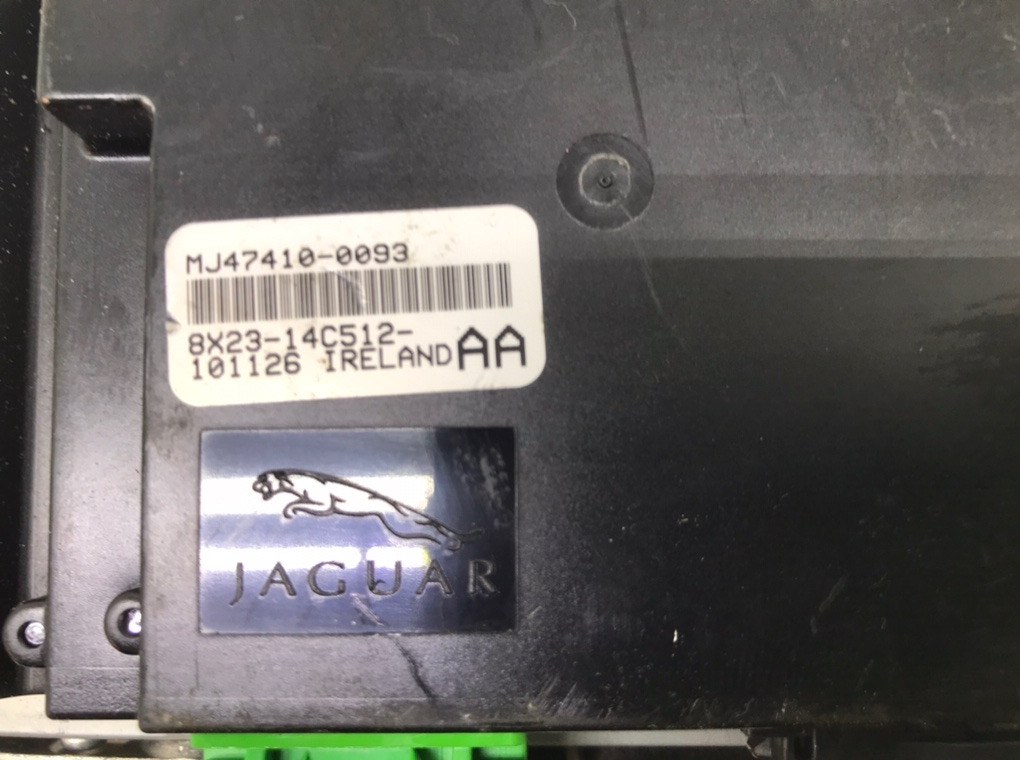 MJ47410-0093
8X23-14C512-
101126 IRELAND AA
JAGUAR